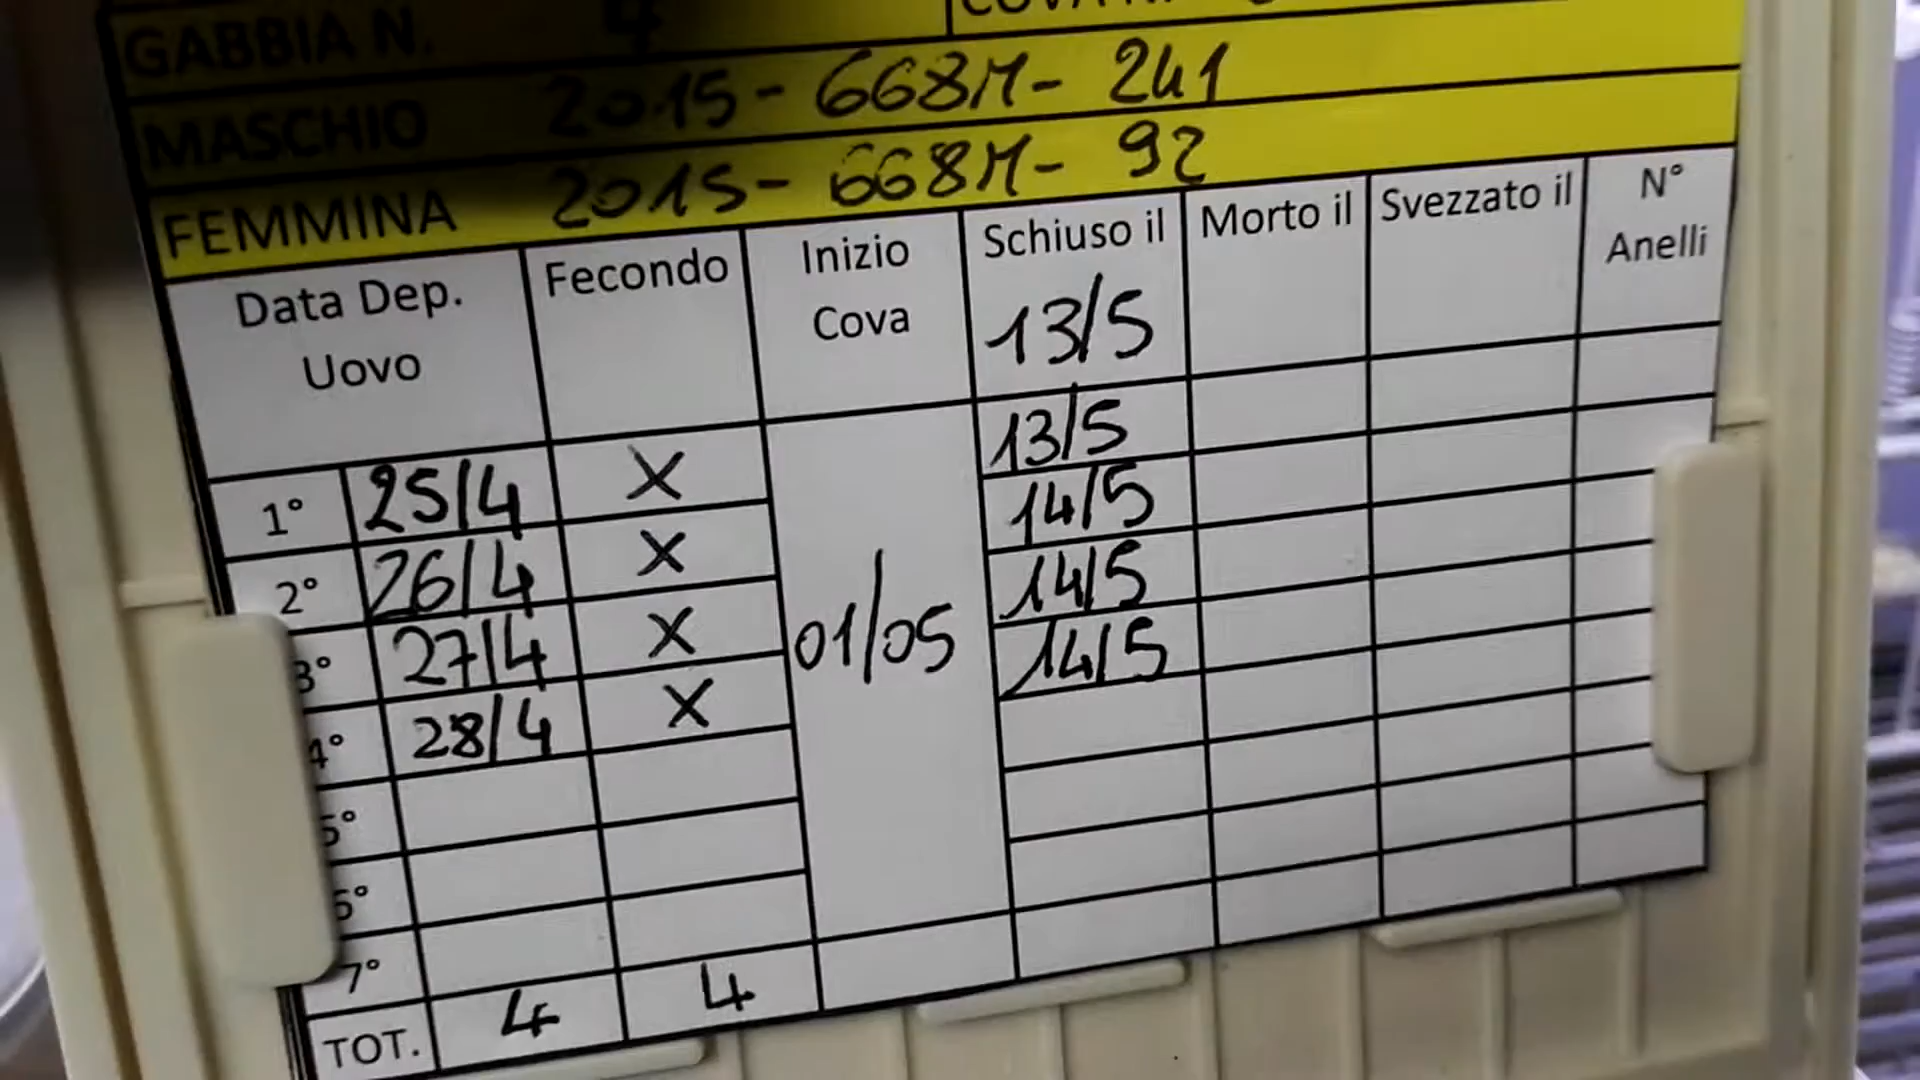 GABBIA N. 4 COVA N.
MASCHIO 2015 - 668M - 241
FEMMINA 2015 - 668M - 92
Data Dep. Uovo Fecondo Inizio Cova Schiuso il Morto il Svezzato il N° Anelli
13/5
1° 25/4 X 13/5
2° 26/4 X 14/5
3° 27/4 X 01/05 14/5
4° 28/4 X 14/5
5°
6°
7°
TOT. 4 4